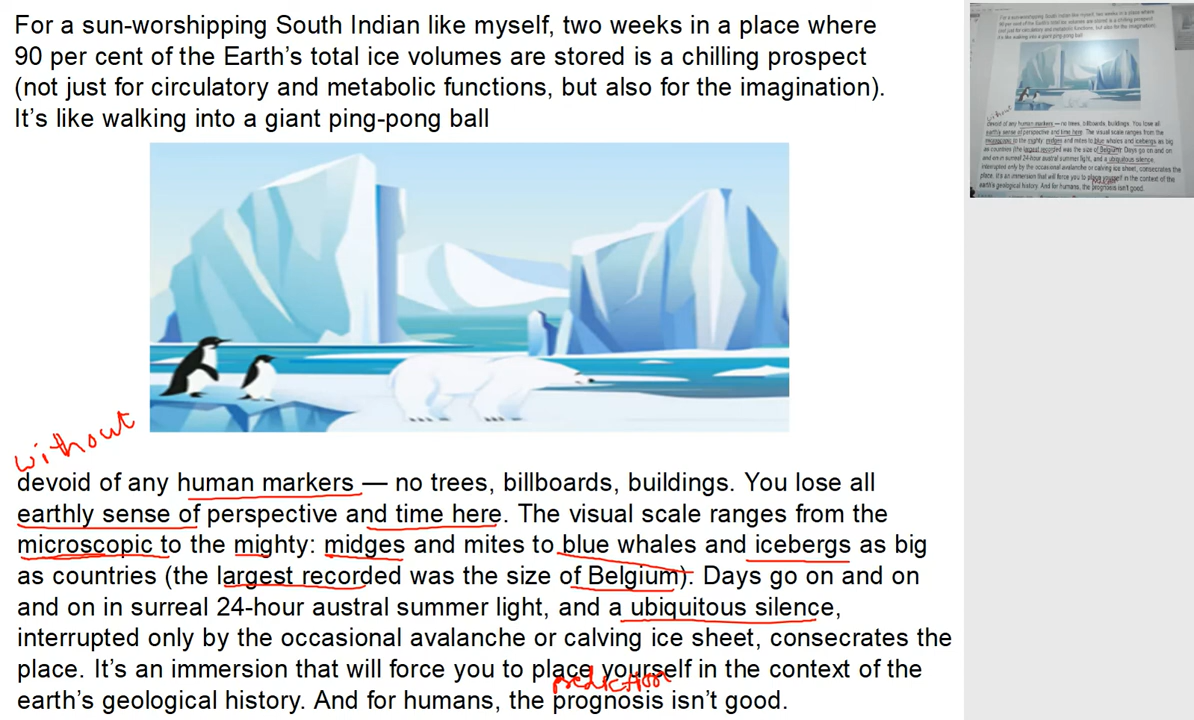 For a sun-worshipping South Indian like myself, two weeks in a place where
90 per cent of the Earth's total ice volumes are stored is a chilling prospect
(not just for circulatory and metabolic functions, but also for the imagination).
It's like walking into a giant ping-pong ball
without
devoid of any human markers — no trees, billboards, buildings. You lose all
earthly sense of perspective and time here. The visual scale ranges from the
microscopic to the mighty: midges and mites to blue whales and icebergs as big
as countries (the largest recorded was the size of Belgium). Days go on and on
and on in surreal 24-hour austral summer light, and a ubiquitous silence,
interrupted only by the occasional avalanche or calving ice sheet, consecrates the
place. It's an immersion that will force you to place yourself in the context of the
prediction
earth's geological history. And for humans, the prognosis isn't good.